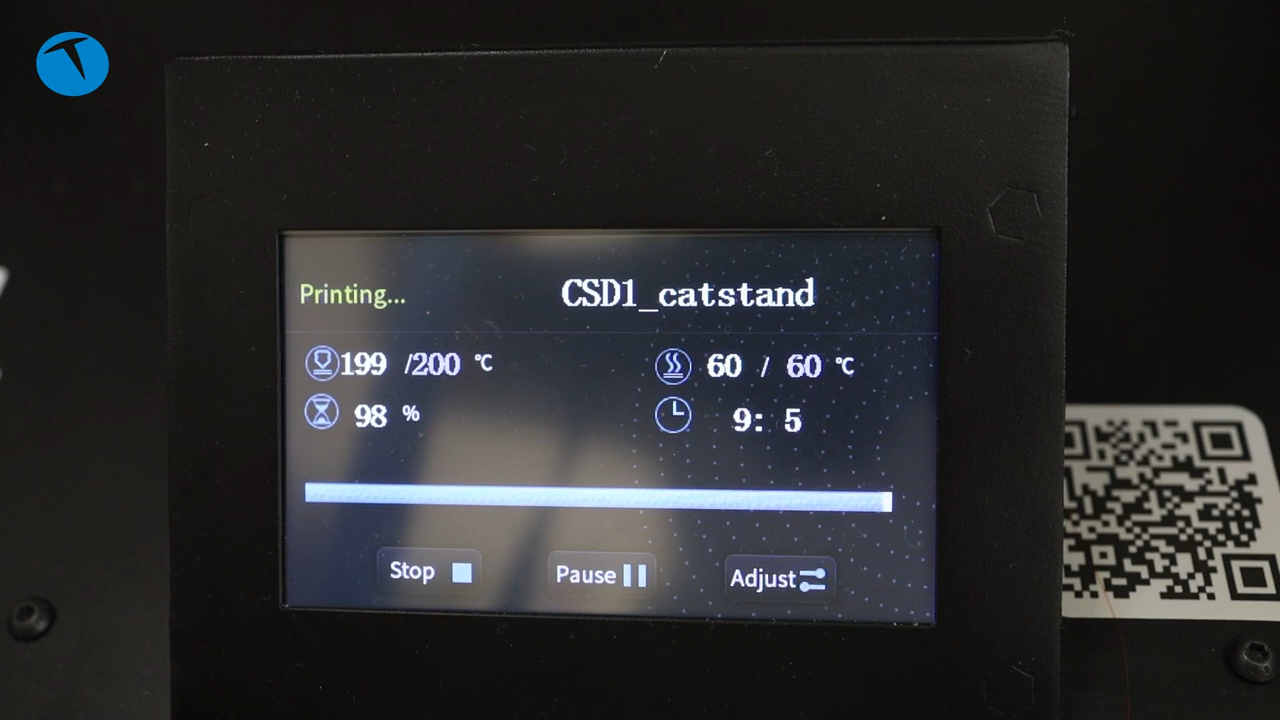 Printing... CSD1_catstand
199 /200 ℃ 60 / 60 ℃
98 % 9: 5
Stop Pause Adjust